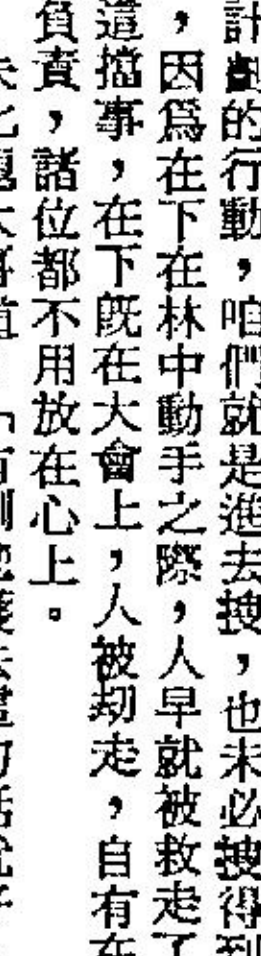 計劃的行動，咱們就是進去搜，也未必搜得到
，因爲在下在林中動手之際，人早就被救走了
這擋事，在下既在大會上，人被刧走，自有在
負責，諸位都不用放在心上。